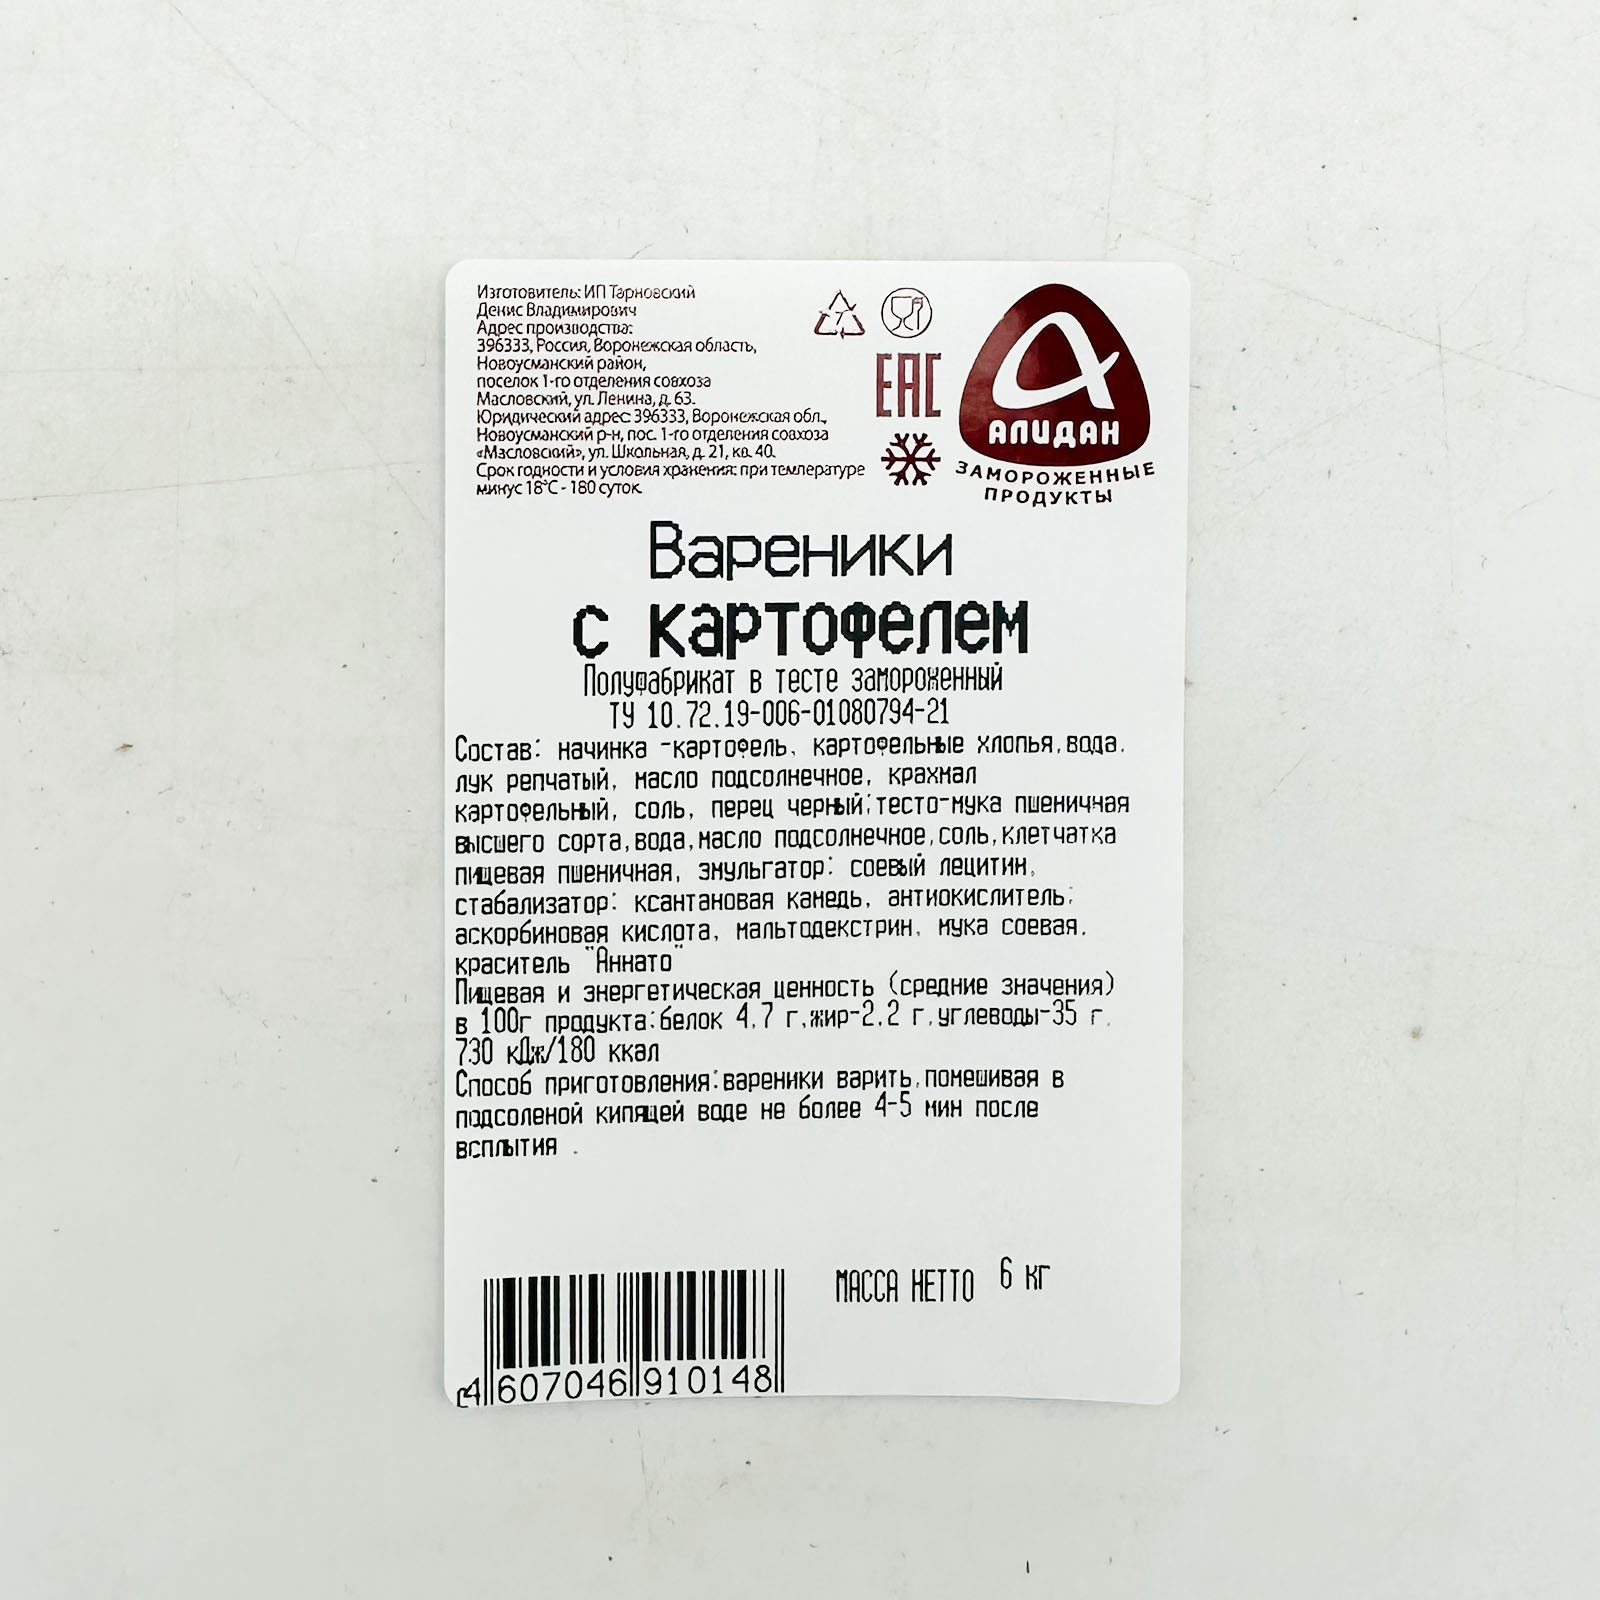 Изготовитель: ИП Тарновский
Денис Владимирович
Адрес производства:
396333, Россия, Воронежская область,
Новоусманский район,
поселок 1-го отделения совхоза
Масловский, ул. Ленина, д. 63.
Юридический адрес: 396333, Воронежская обл.,
Новоусманский р-н, пос. 1-го отделения совхоза
«Масловский», ул. Школьная, д. 21, кв. 40.
Срок годности и условия хранения: при температуре
минус 18°С - 180 суток.
7
ЕАС
АЛИДАН
ЗАМОРОЖЕННЫЕ
ПРОДУКТЫ
Вареники
с картофелем
Полуфабрикат в тесте замороженный
ТУ 10.72.19-006-01080794-21
Состав: начинка -картофель, картофельные хлопья,вода,
лук репчатый, масло подсолнечное, крахмал
картофельный, соль, перец черный;тесто-мука пшеничная
высшего сорта,вода,масло подсолнечное,соль,клетчатка
пищевая пшеничная, эмульгатор: соевый лецитин,
стабализатор: ксантановая камедь, антиокислитель:
аскорбиновая кислота, мальтодекстрин, мука соевая,
краситель "Аннато"
Пищевая и энергетическая ценность (средние значения)
в 100г продукта:белок 4,7 г,жир-2,2 г,углеводы-35 г,
730 кДж/180 ккал
Способ приготовления:вареники варить,помешивая в
подсоленой кипящей воде не более 4-5 мин после
всплытия .
МАССА НЕТТО 6 кг
4 607046 910148